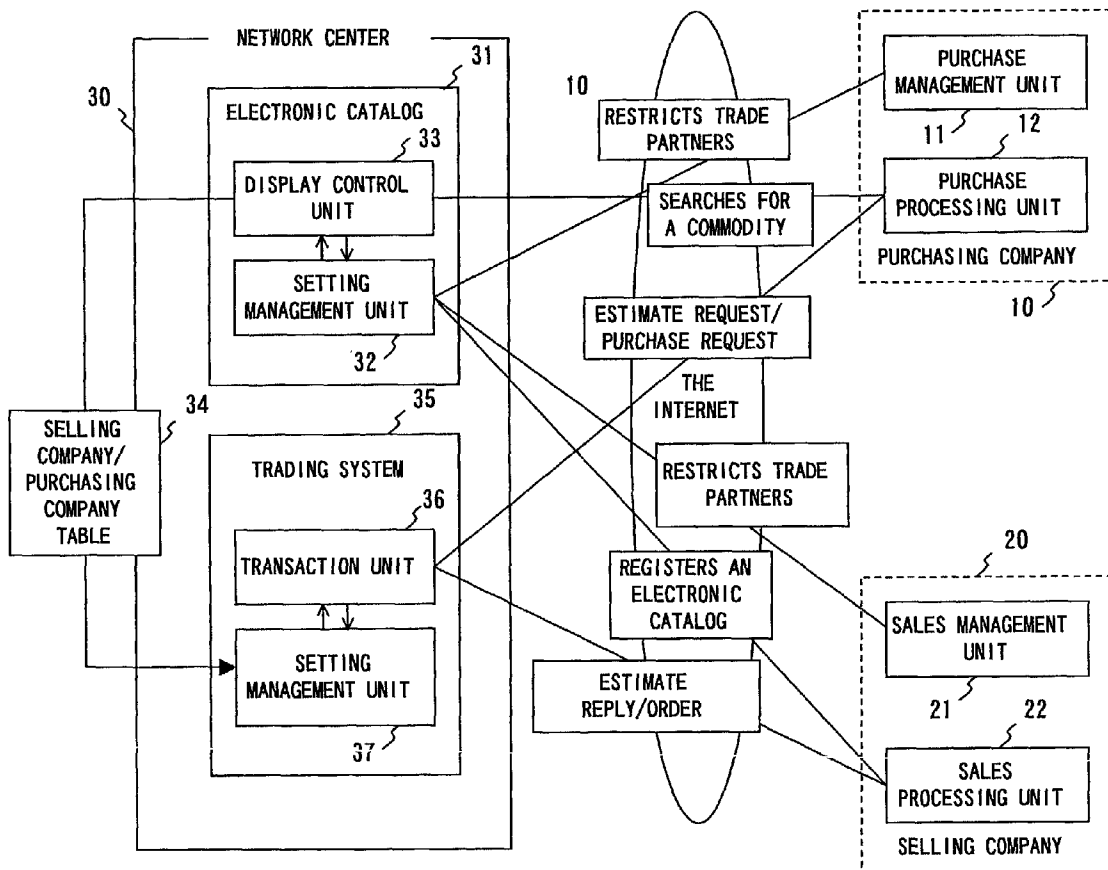 NETWORK CENTER
30
31
ELECTRONIC CATALOG
33
DISPLAY CONTROL
UNIT
SETTING
MANAGEMENT UNIT
32
34
SELLING
COMPANY/
PURCHASING
COMPANY
TABLE
35
TRADING SYSTEM
36
TRANSACTION UNIT
SETTING
MANAGEMENT UNIT
37
10
RESTRICTS TRADE
PARTNERS
SEARCHES FOR
A COMMODITY
ESTIMATE REQUEST/
PURCHASE REQUEST
THE
INTERNET
RESTRICTS TRADE
PARTNERS
REGISTERS AN
ELECTRONIC
CATALOG
ESTIMATE
REPLY/ORDER
PURCHASE
MANAGEMENT UNIT
11
12
PURCHASE
PROCESSING UNIT
PURCHASING COMPANY
10
20
SALES MANAGEMENT
UNIT
21
22
SALES
PROCESSING UNIT
SELLING COMPANY